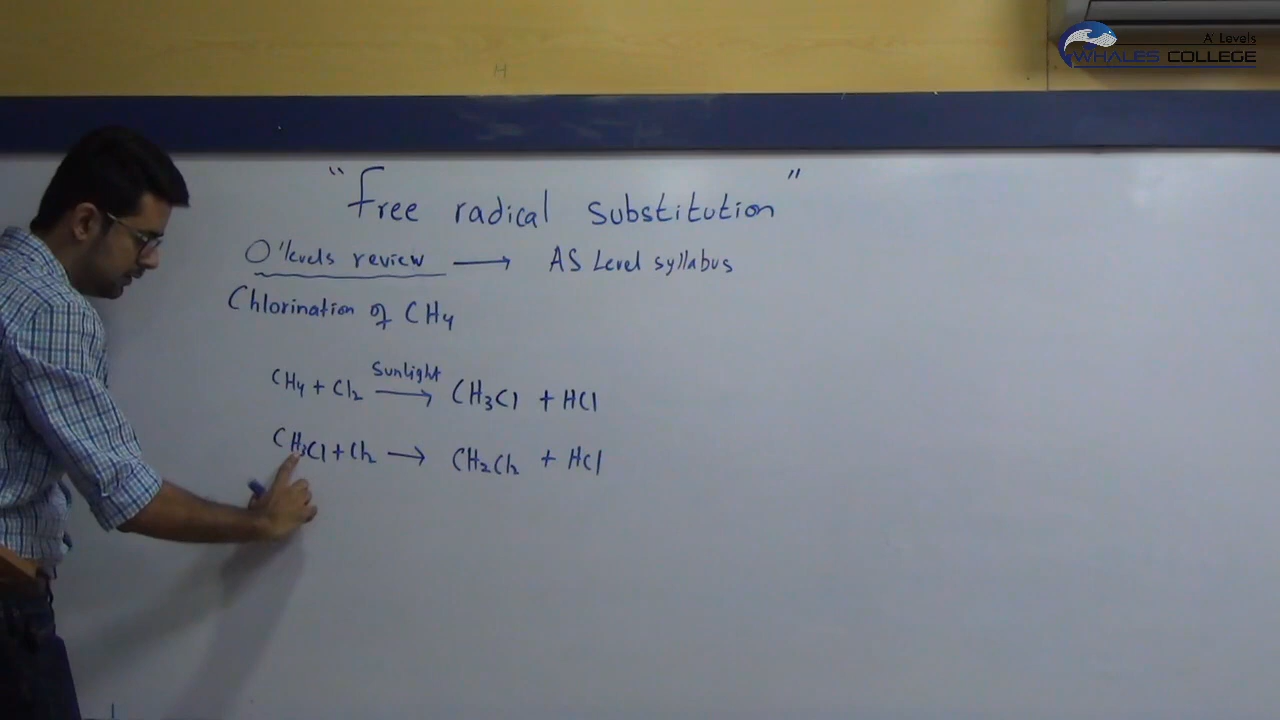 A' Levels
WHALES COLLEGE
H
"Free radical substitution"
O'levels review → AS Level syllabus
Chlorination of CH4
CH4 + Cl2 Sunlight → CH3Cl + HCl
CH3Cl + Cl2 → CH2Cl2 + HCl